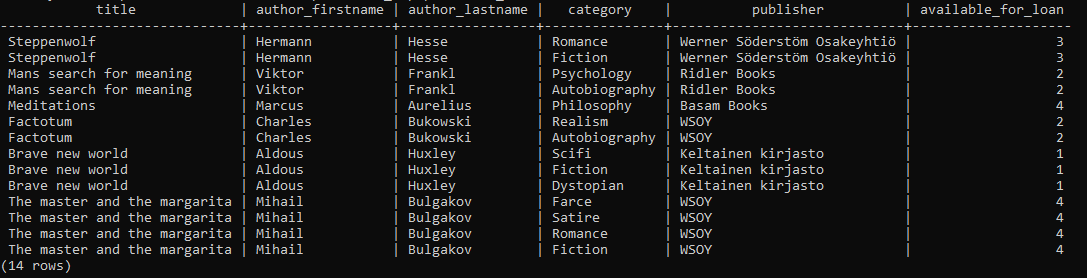 title | author_firstname | author_lastname | category | publisher | available_for_loan
Steppenwolf | Hermann | Hesse | Romance | Werner Söderstöm Osakeyhtiö | 3
Steppenwolf | Hermann | Hesse | Fiction | Werner Söderstöm Osakeyhtiö | 3
Mans search for meaning | Viktor | Frankl | Psychology | Ridler Books | 2
Mans search for meaning | Viktor | Frankl | Autobiography | Ridler Books | 2
Meditations | Marcus | Aurelius | Philosophy | Basam Books | 4
Factotum | Charles | Bukowski | Realism | WSOY | 2
Factotum | Charles | Bukowski | Autobiography | WSOY | 2
Brave new world | Aldous | Huxley | Scifi | Keltainen kirjasto | 1
Brave new world | Aldous | Huxley | Fiction | Keltainen kirjasto | 1
Brave new world | Aldous | Huxley | Dystopian | Keltainen kirjasto | 1
The master and the margarita | Mihail | Bulgakov | Farce | WSOY | 4
The master and the margarita | Mihail | Bulgakov | Satire | WSOY | 4
The master and the margarita | Mihail | Bulgakov | Romance | WSOY | 4
The master and the margarita | Mihail | Bulgakov | Fiction | WSOY | 4
(14 rows)